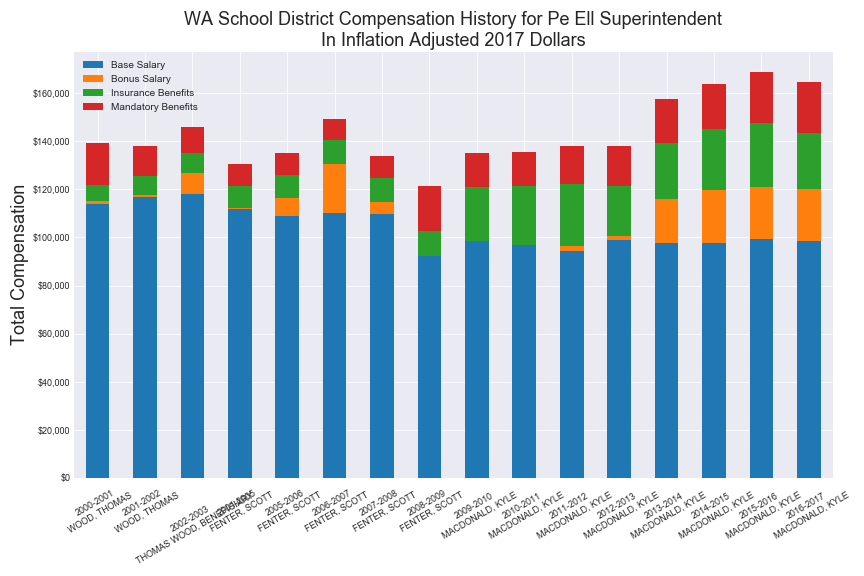 WA School District Compensation History for Pe Ell Superintendent
In Inflation Adjusted 2017 Dollars
Base Salary
Bonus Salary
Insurance Benefits
Mandatory Benefits
Total Compensation
$160,000
$140,000
$120,000
$100,000
$80,000
$60,000
$40,000
$20,000
$0
2000-2001
WOOD, THOMAS
2001-2002
WOOD, THOMAS
2002-2003
THOMAS WOOD,
FENTER, SCOTT
2005-2006
FENTER, SCOTT
2006-2007
FENTER, SCOTT
2007-2008
FENTER, SCOTT
2008-2009
FENTER, SCOTT
2009-2010
MACDONALD, KYLE
2010-2011
MACDONALD, KYLE
2011-2012
MACDONALD, KYLE
2012-2013
MACDONALD, KYLE
2013-2014
MACDONALD, KYLE
2014-2015
MACDONALD, KYLE
2015-2016
MACDONALD, KYLE
2016-2017
MACDONALD, KYLE